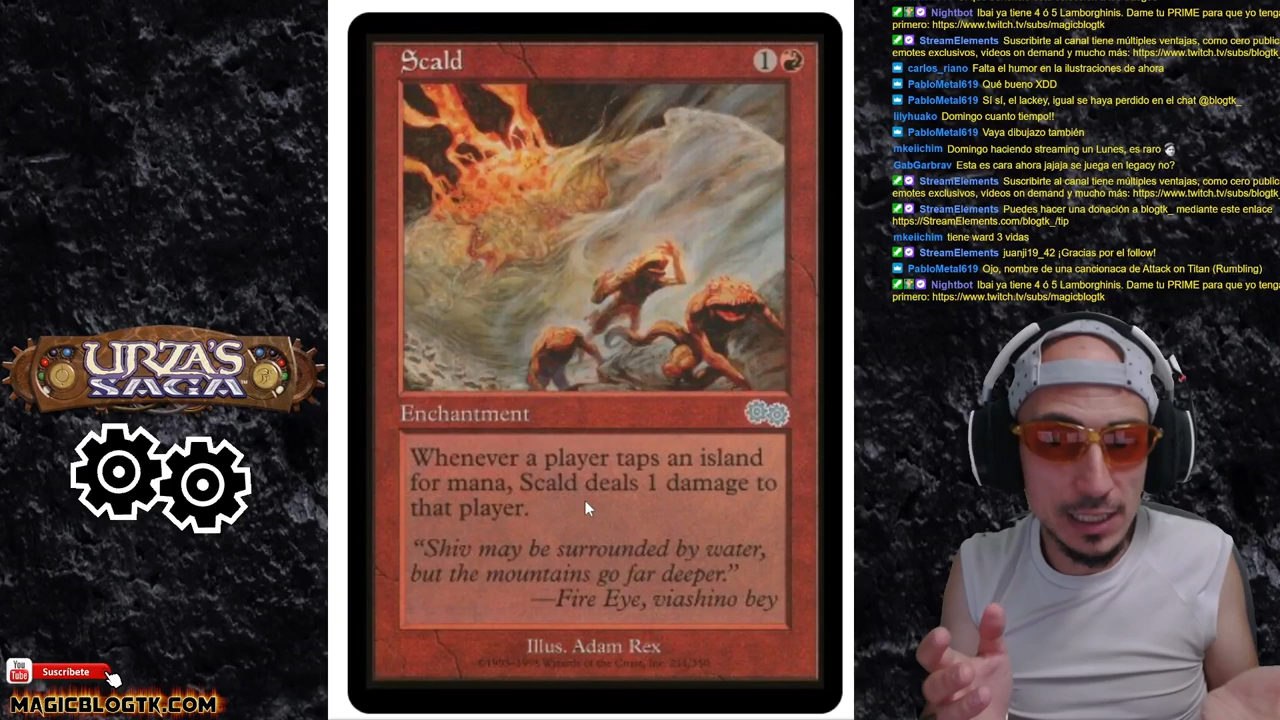 Scald
1
Enchantment
Whenever a player taps an island
for mana, Scald deals 1 damage to
that player.
“Shiv may be surrounded by water,
but the mountains go far deeper.”
—Fire Eye, viashino bey
Illus. Adam Rex
URZA'S
SAGA
You
Tube
Suscríbete
MAGICBLOGTK.COM
Nightbot Ibai ya tiene 4 ó 5 Lamborghinis. Dame tu PRIME para que yo tenga
primero: https://www.twitch.tv/subs/magicblogtk
StreamElements Suscribirte al canal tiene múltiples ventajas, como cero public
emotes exclusivos, vídeos on demand y mucho más: https://www.twitch.tv/subs/blogtk_
carlos_riano Falta el humor en la ilustraciones de ahora
PabloMetal619 Qué bueno XDD
PabloMetal619 Sí sí, el lackey, igual se haya perdido en el chat @blogtk_
lilyhuako Domingo cuanto tiempo!!
PabloMetal619 Vaya dibujazo también
mkeiichim Domingo haciendo streaming un Lunes, es raro
GabGarbrav Esta es cara ahora jajaja se juega en legacy no?
StreamElements Suscribirte al canal tiene múltiples ventajas, como cero public
emotes exclusivos, vídeos on demand y mucho más: https://www.twitch.tv/subs/blogtk_
StreamElements Puedes hacer una donación a blogtk_ mediante este enlace
https://StreamElements.com/blogtk_/tip
mkeiichim tiene ward 3 vidas
StreamElements juanji19_42 ¡Gracias por el follow!
PabloMetal619 Ojo, nombre de una cancionaca de Attack on Titan (Rumbling)
Nightbot Ibai ya tiene 4 ó 5 Lamborghinis. Dame tu PRIME para que yo tenga
primero: https://www.twitch.tv/subs/magicblogtk